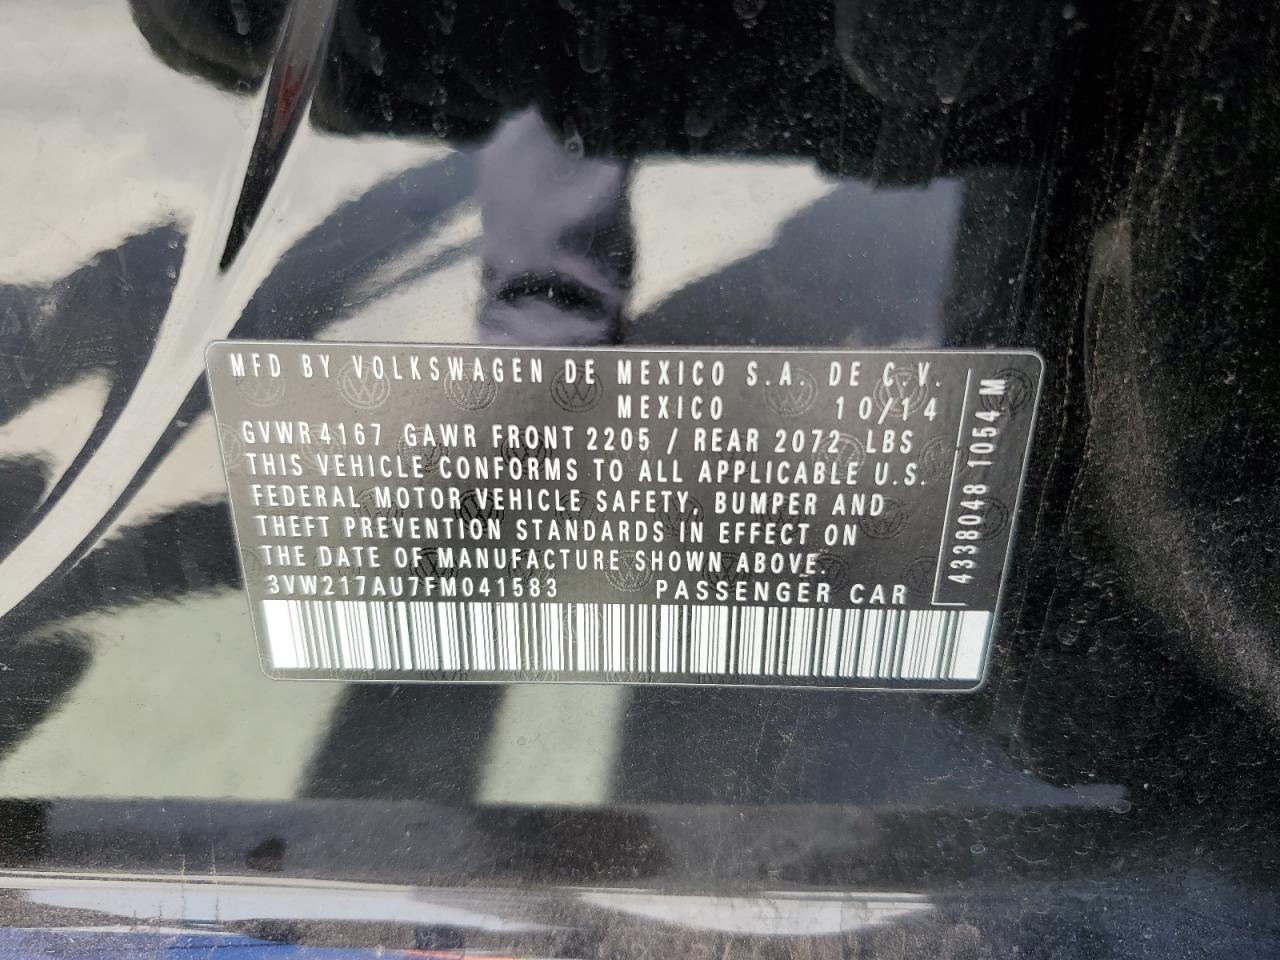 MFD BY VOLKSWAGEN DE MEXICO S.A. DE C.V.
MEXICO 10/14
GVWR 4167 GAWR FRONT 2205 / REAR 2072 LBS
THIS VEHICLE CONFORMS TO ALL APPLICABLE U.S.
FEDERAL MOTOR VEHICLE SAFETY, BUMPER AND
THEFT PREVENTION STANDARDS IN EFFECT ON
THE DATE OF MANUFACTURE SHOWN ABOVE.
3VW217AU7FM041583 PASSENGER CAR
4338048 1054 M